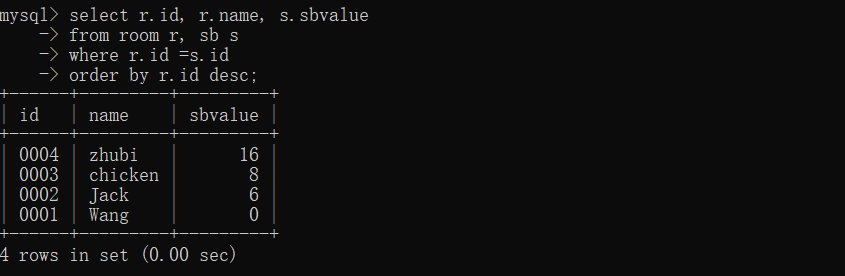 mysql> select r.id, r.name, s.sbvalue
    -> from room r, sb s
    -> where r.id =s.id
    -> order by r.id desc;
+------+---------+---------+
| id   | name    | sbvalue |
+------+---------+---------+
| 0004 | zhubi   |      16 |
| 0003 | chicken |       8 |
| 0002 | Jack    |       6 |
| 0001 | Wang    |       0 |
+------+---------+---------+
4 rows in set (0.00 sec)